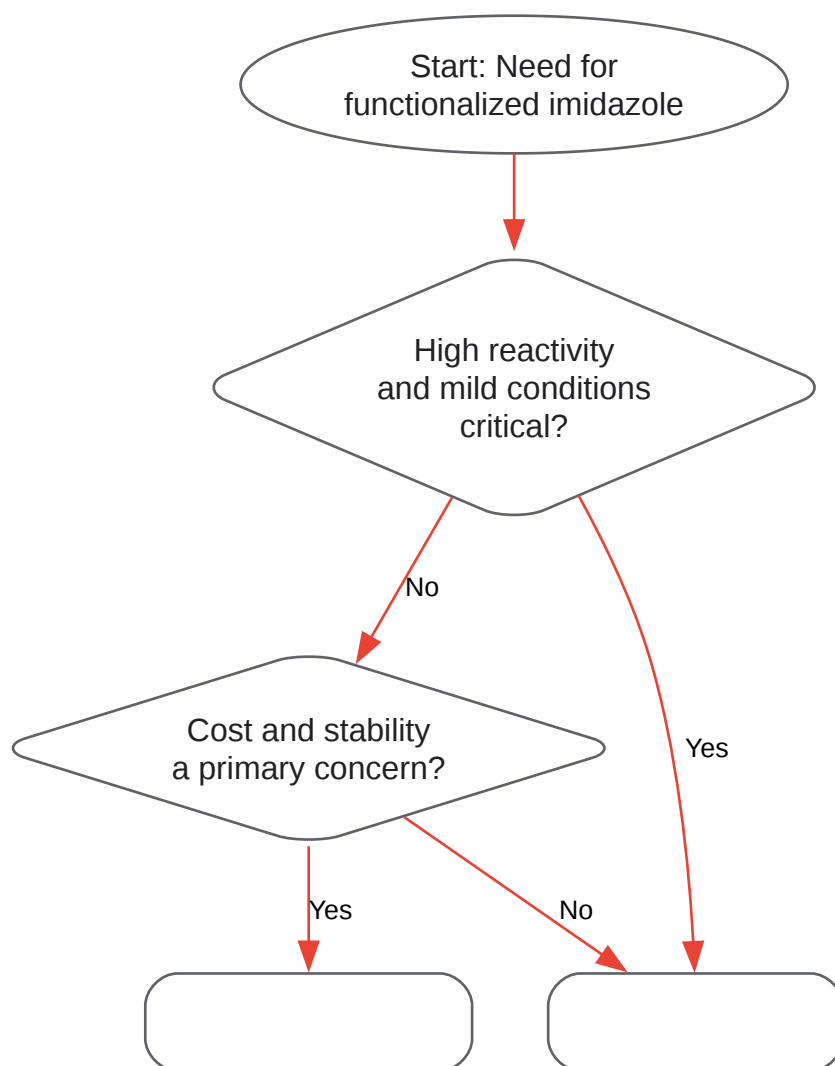 Start: Need for
functionalized imidazole
High reactivity
and mild conditions
critical?
No
Cost and stability
a primary concern?
Yes
Yes
No